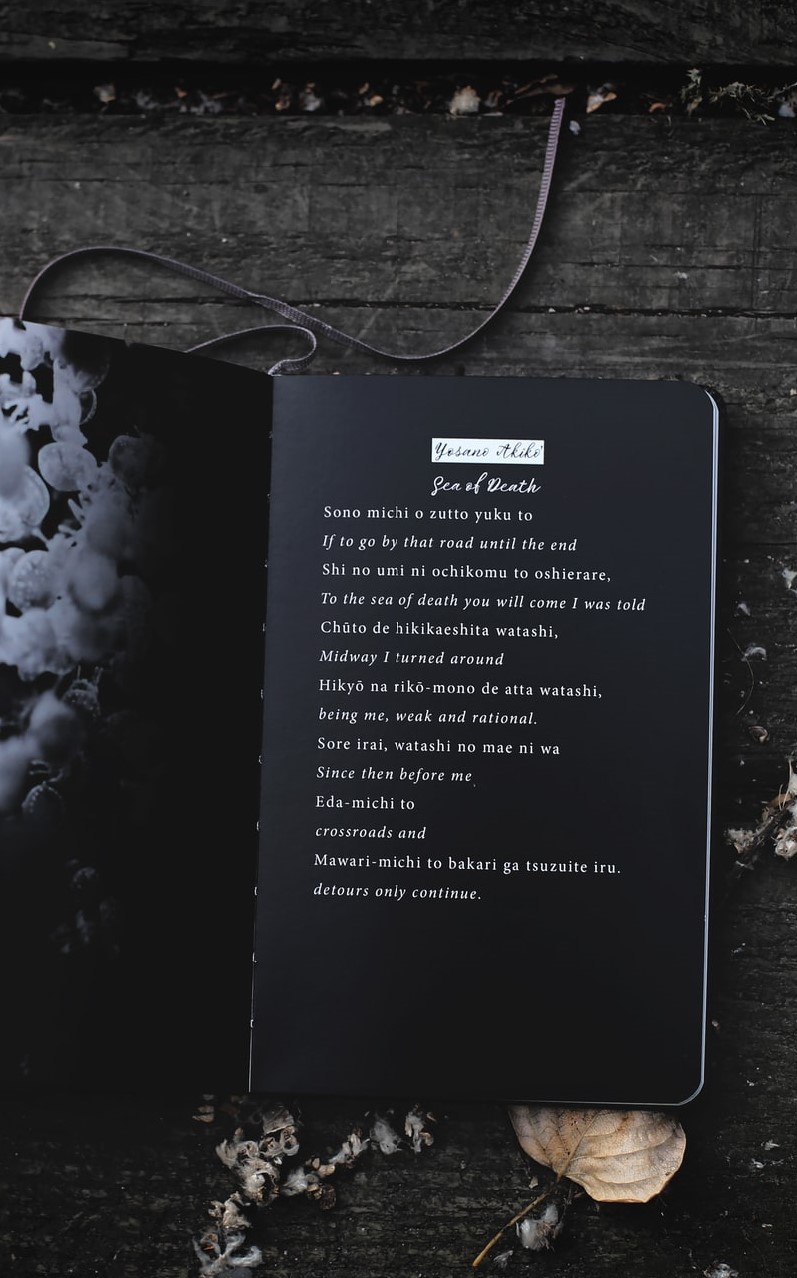 Yosano Akiko
Sea of Death
Sono michi o zutto yuku to
If to go by that road until the end
Shi no umi ni ochikomu to oshierare,
To the sea of death you will come I was told
Chūto de hikikaeshita watashi,
Midway I turned around
Hikyō na rikō-mono de atta watashi,
being me, weak and rational.
Sore irai, watashi no mae ni wa
Since then before me
Eda-michi to
crossroads and
Mawari-michi to bakari ga tsuzuite iru.
detours only continue.